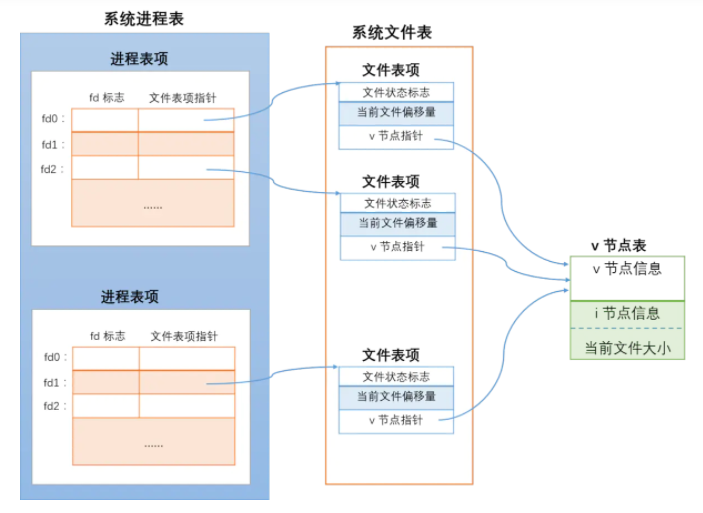 系统进程表
进程表项
fd 标志 文件表项指针
fd0：
fd1：
fd2：
……
进程表项
fd 标志 文件表项指针
fd0：
fd1：
fd2：
……
系统文件表
文件表项
文件状态标志
当前文件偏移量
v 节点指针
文件表项
文件状态标志
当前文件偏移量
v 节点指针
文件表项
文件状态标志
当前文件偏移量
v 节点指针
v 节点表
v 节点信息
i 节点信息
当前文件大小